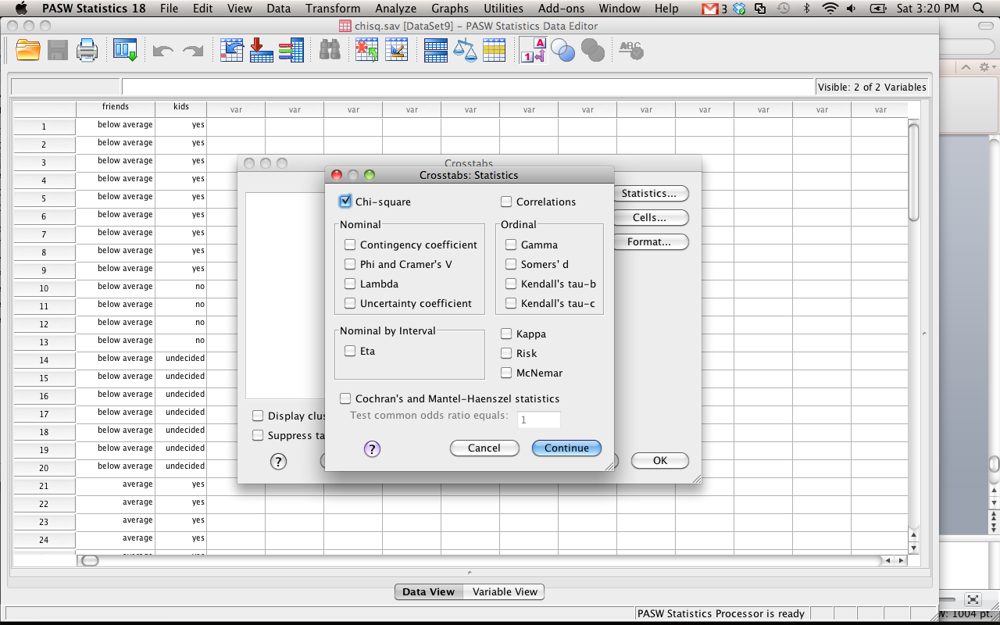 PASW Statistics 18 File Edit View Data Transform Analyze Graphs Utilities Add-ons Window Help 3 Sat 3:20 PM
chisq.sav [DataSet9] – PASW Statistics Data Editor
Visible: 2 of 2 Variables
friends kids var var var var var var var var var var var var
1 below average yes
2 below average yes
3 below average yes
4 below average yes
5 below average yes
6 below average yes
7 below average yes
8 below average yes
9 below average yes
10 below average no
11 below average no
12 below average no
13 below average no
14 below average undecided
15 below average undecided
16 below average undecided
17 below average undecided
18 below average undecided
19 below average undecided
20 below average undecided
21 average yes
22 average yes
23 average yes
24 average yes
Crosstabs
Statistics...
Cells...
Format...
Display clu
Suppress ta
? OK
Crosstabs: Statistics
Chi-square Correlations
Nominal
Contingency coefficient
Phi and Cramer's V
Lambda
Uncertainty coefficient
Ordinal
Gamma
Somers' d
Kendall's tau-b
Kendall's tau-c
Nominal by Interval
Eta
Kappa
Risk
McNemar
Cochran's and Mantel-Haenszel statistics
Test common odds ratio equals: 1
? Cancel Continue
Data View Variable View
PASW Statistics Processor is ready
W: 1004 pt.